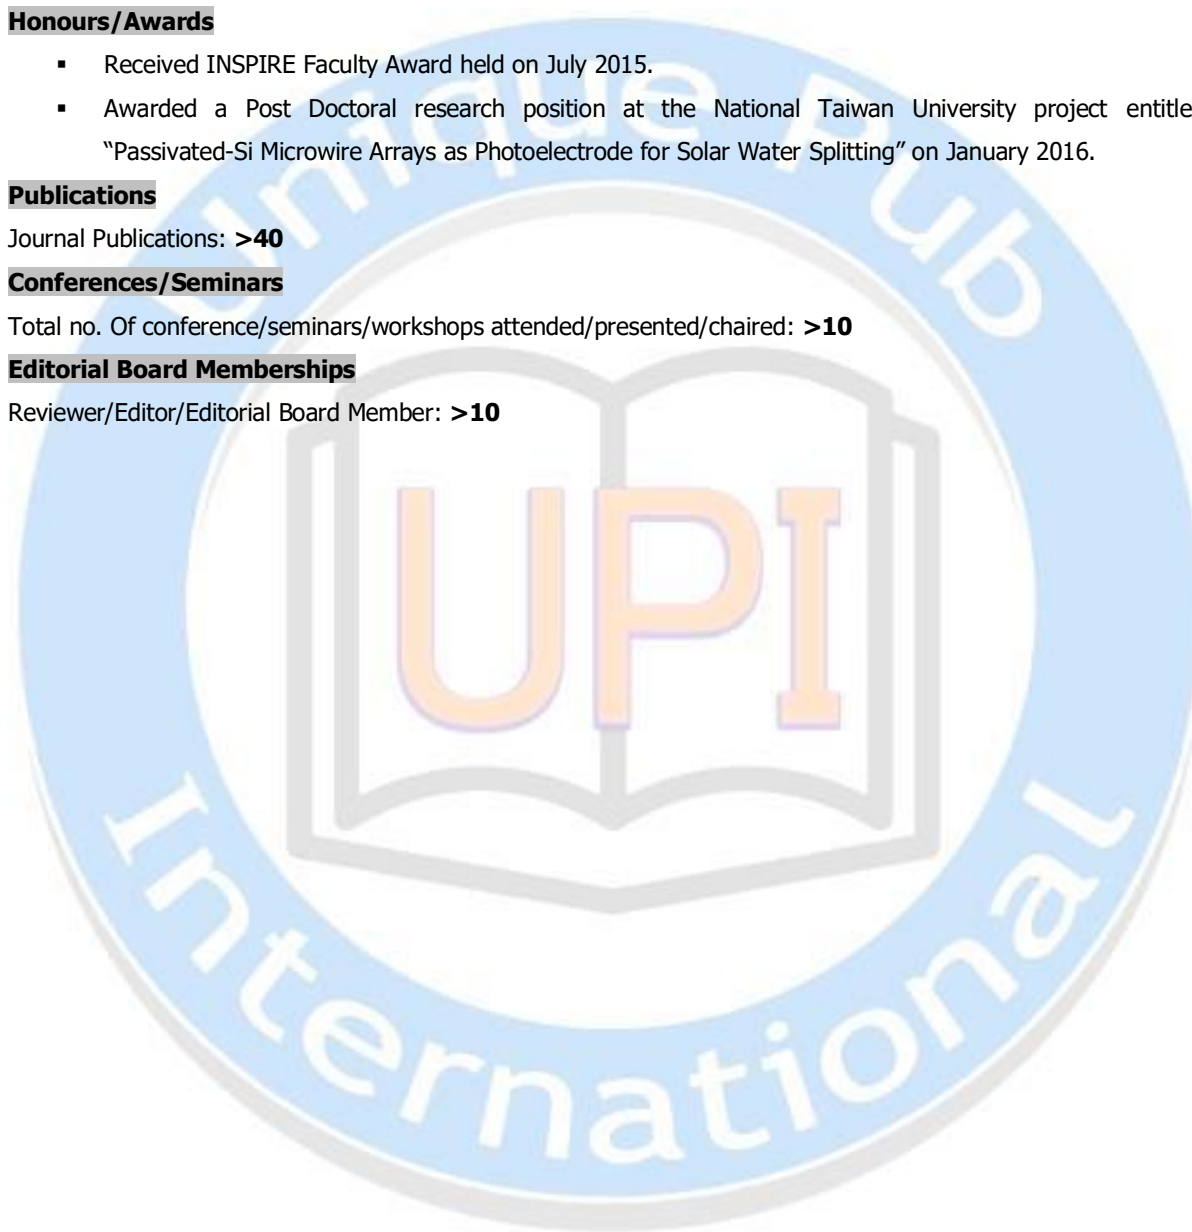 Honours/Awards
▪ Received INSPIRE Faculty Award held on July 2015.
▪ Awarded a Post Doctoral research position at the National Taiwan University project entitle
“Passivated-Si Microwire Arrays as Photoelectrode for Solar Water Splitting” on January 2016.
Publications
Journal Publications: >40
Conferences/Seminars
Total no. Of conference/seminars/workshops attended/presented/chaired: >10
Editorial Board Memberships
Reviewer/Editor/Editorial Board Member: >10
Unique Pub
UPI
International